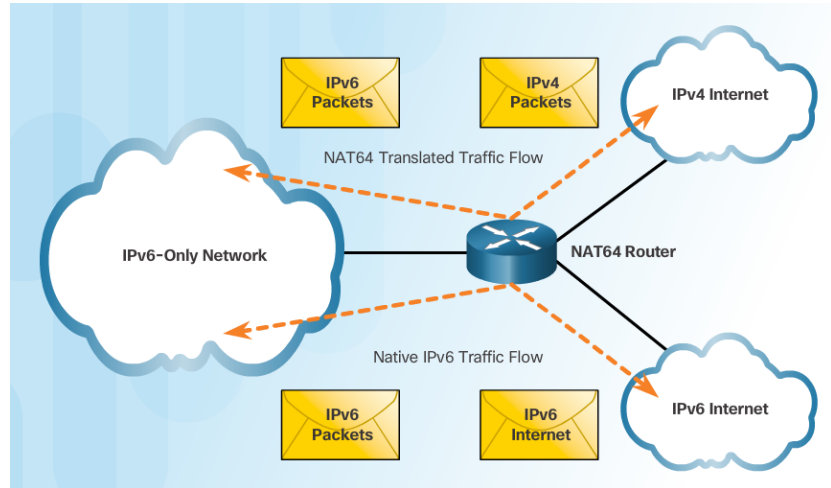 IPv6
Packets
IPv4
Packets
IPv4 Internet
NAT64 Translated Traffic Flow
IPv6-Only Network
NAT64 Router
Native IPv6 Traffic Flow
IPv6
Packets
IPv6
Internet
IPv6 Internet